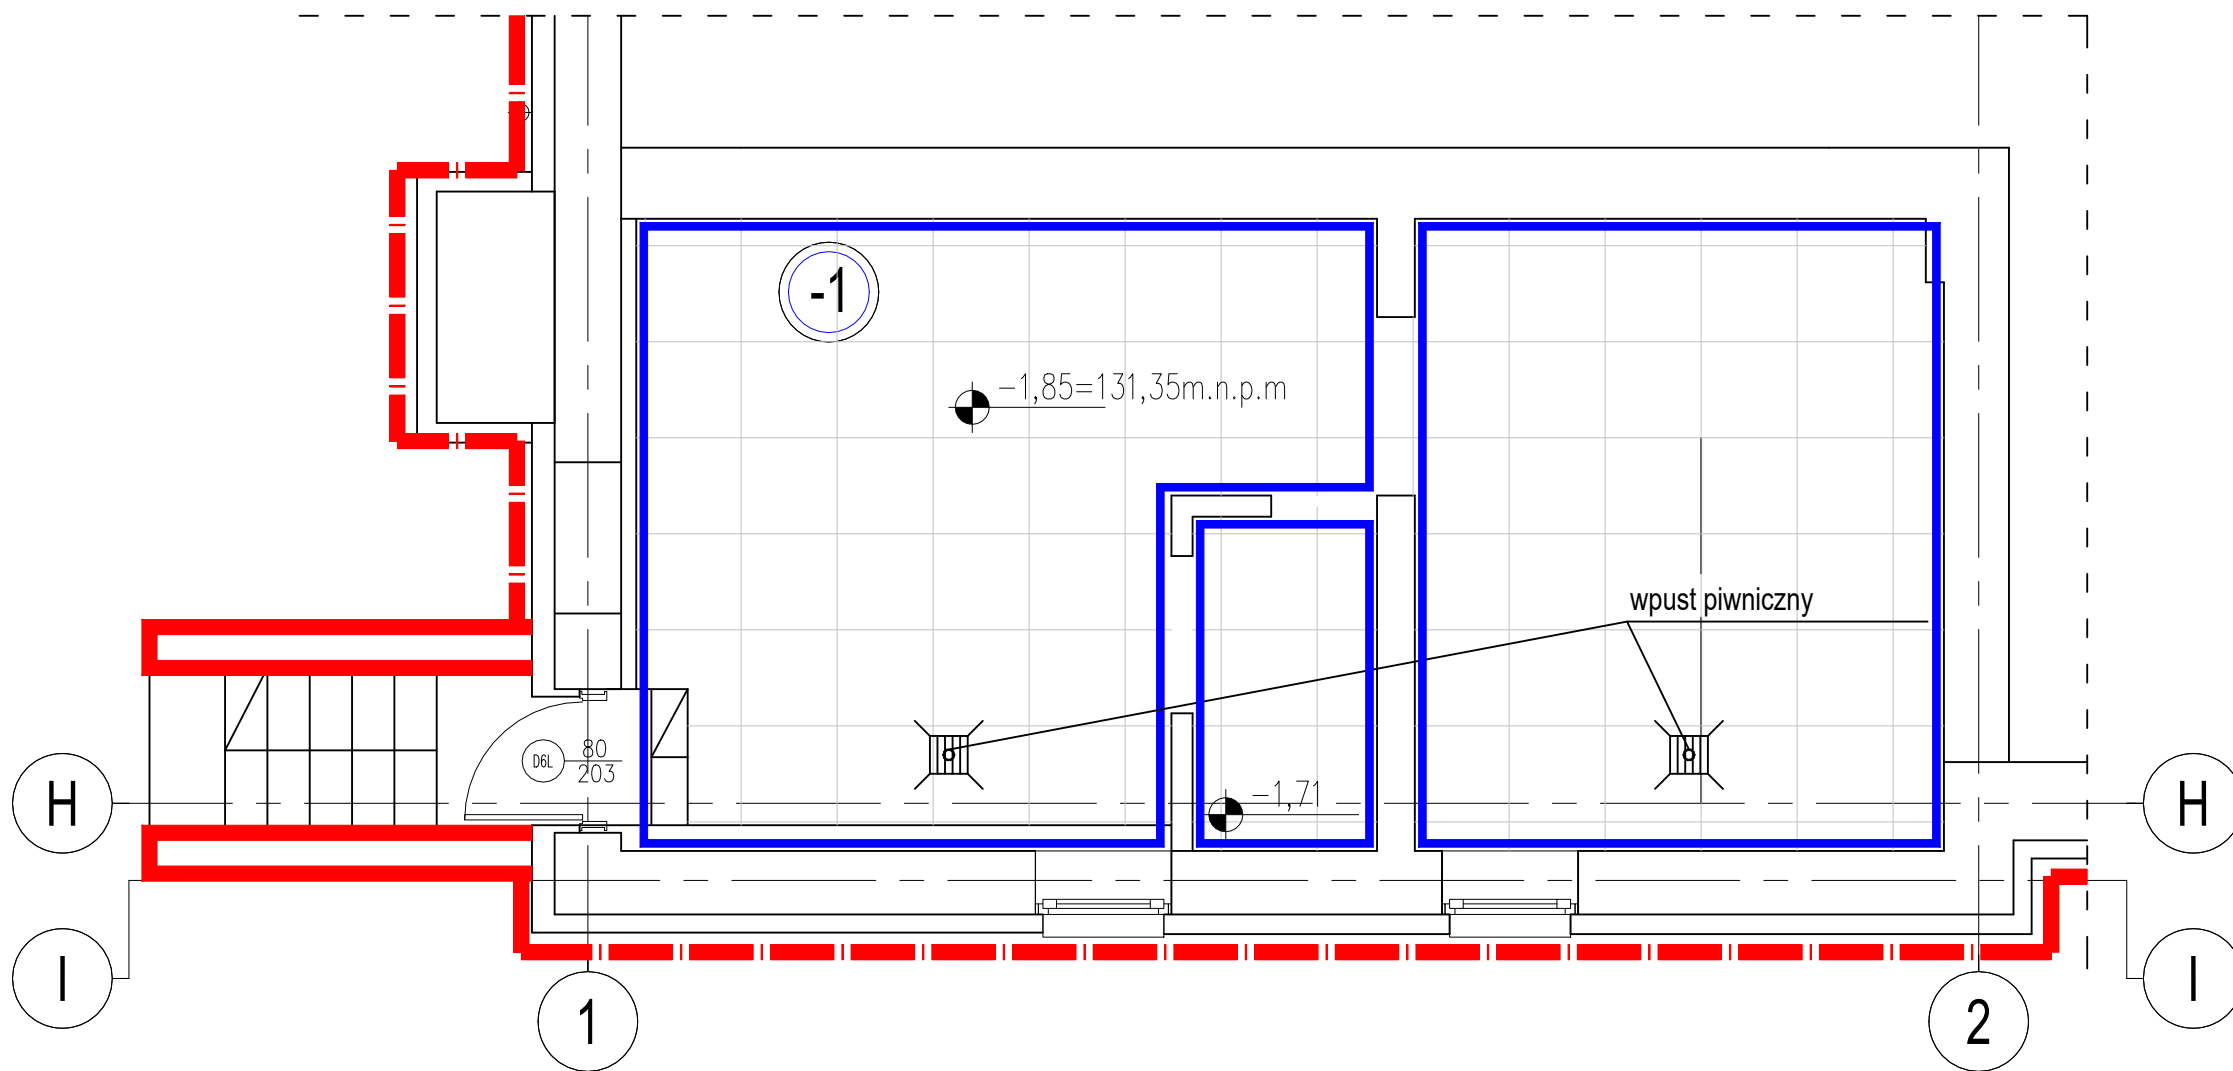 -1
-1,85=131,35m.n.p.m
wpust piwniczny
D6L
80
203
-1,71
H
H
I
I
1
2